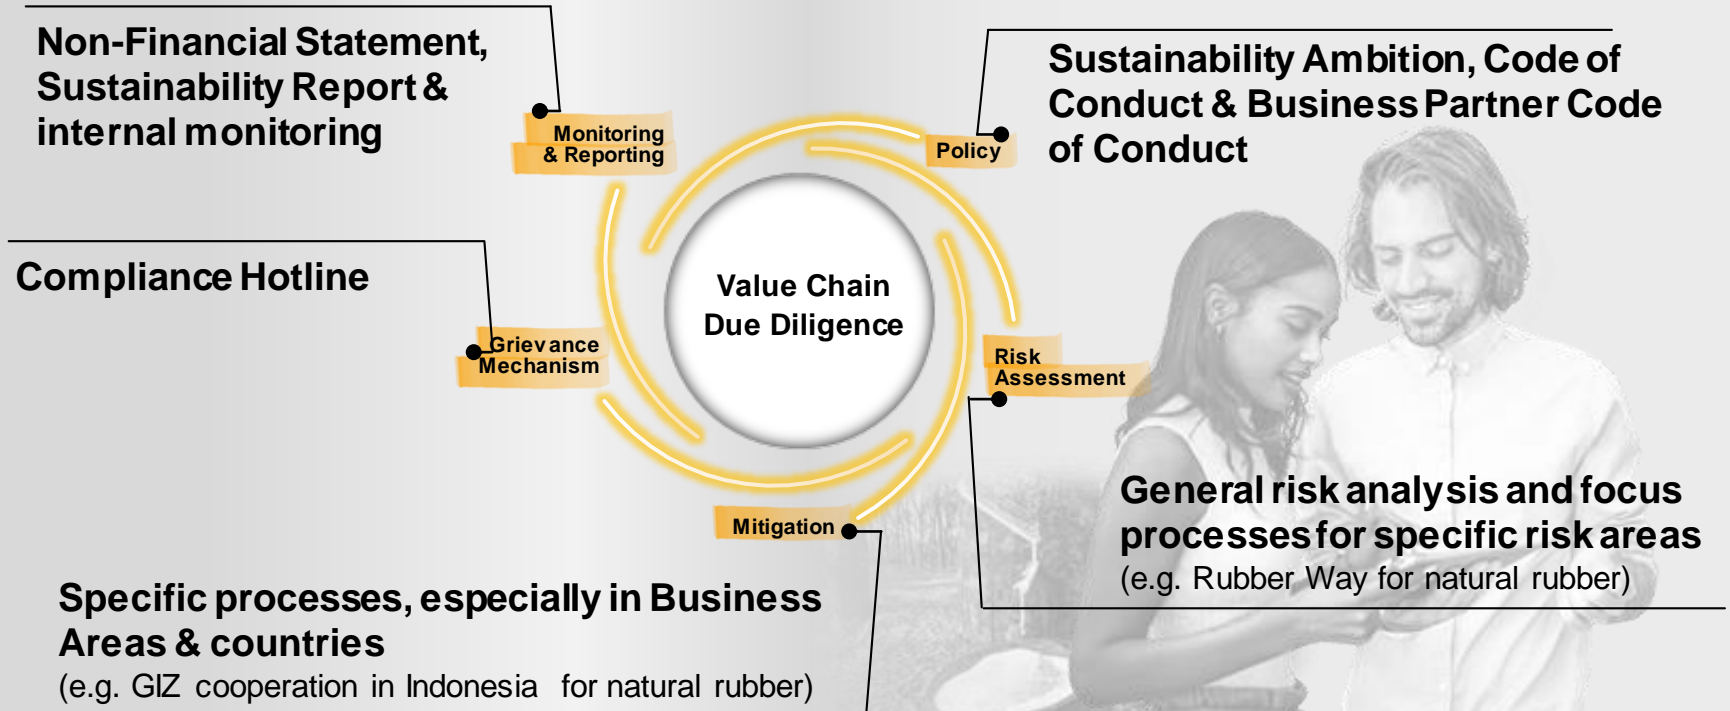 Non-Financial Statement,
Sustainability Report &
internal monitoring
Monitoring
& Reporting
Sustainability Ambition, Code of
Conduct & Business Partner Code
of Conduct
Policy
Compliance Hotline
Grievance
Mechanism
Value Chain
Due Diligence
Risk
Assessment
General risk analysis and focus
processes for specific risk areas
(e.g. Rubber Way for natural rubber)
Mitigation
Specific processes, especially in Business
Areas & countries
(e.g. GIZ cooperation in Indonesia for natural rubber)